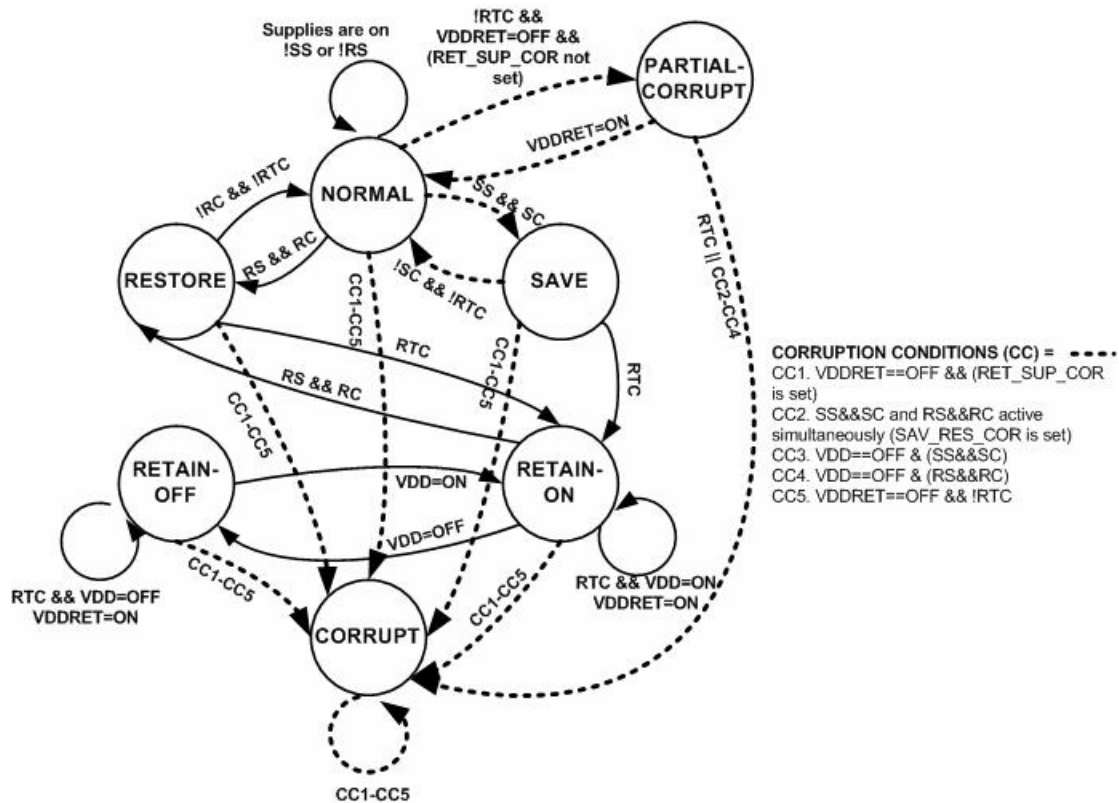 Supplies are on
!SS or !RS
!RTC &&
VDDRET=OFF &&
(RET_SUP_COR not
set)
PARTIAL-
CORRUPT
VDDRET=ON
NORMAL
!RC && !RTC
SS && SC
RS && RC
RESTORE
SAVE
!SC && !RTC
CC1-CC5
RTC || CC2-CC4
CC1-CC5
RTC
RTC
RS && RC
CC1-CC5
CORRUPTION CONDITIONS (CC) =
CC1. VDDRET==OFF && (RET_SUP_COR
is set)
CC2. SS&&SC and RS&&RC active
simultaneously (SAV_RES_COR is set)
CC3. VDD==OFF & (SS&&SC)
CC4. VDD==OFF & (RS&&RC)
CC5. VDDRET==OFF && !RTC
RETAIN-
OFF
VDD=ON
RETAIN-
ON
VDD=OFF
RTC && VDD=OFF
VDDRET=ON
CC1-CC5
CC1-CC5
RTC && VDD=ON
VDDRET=ON
CORRUPT
CC1-CC5